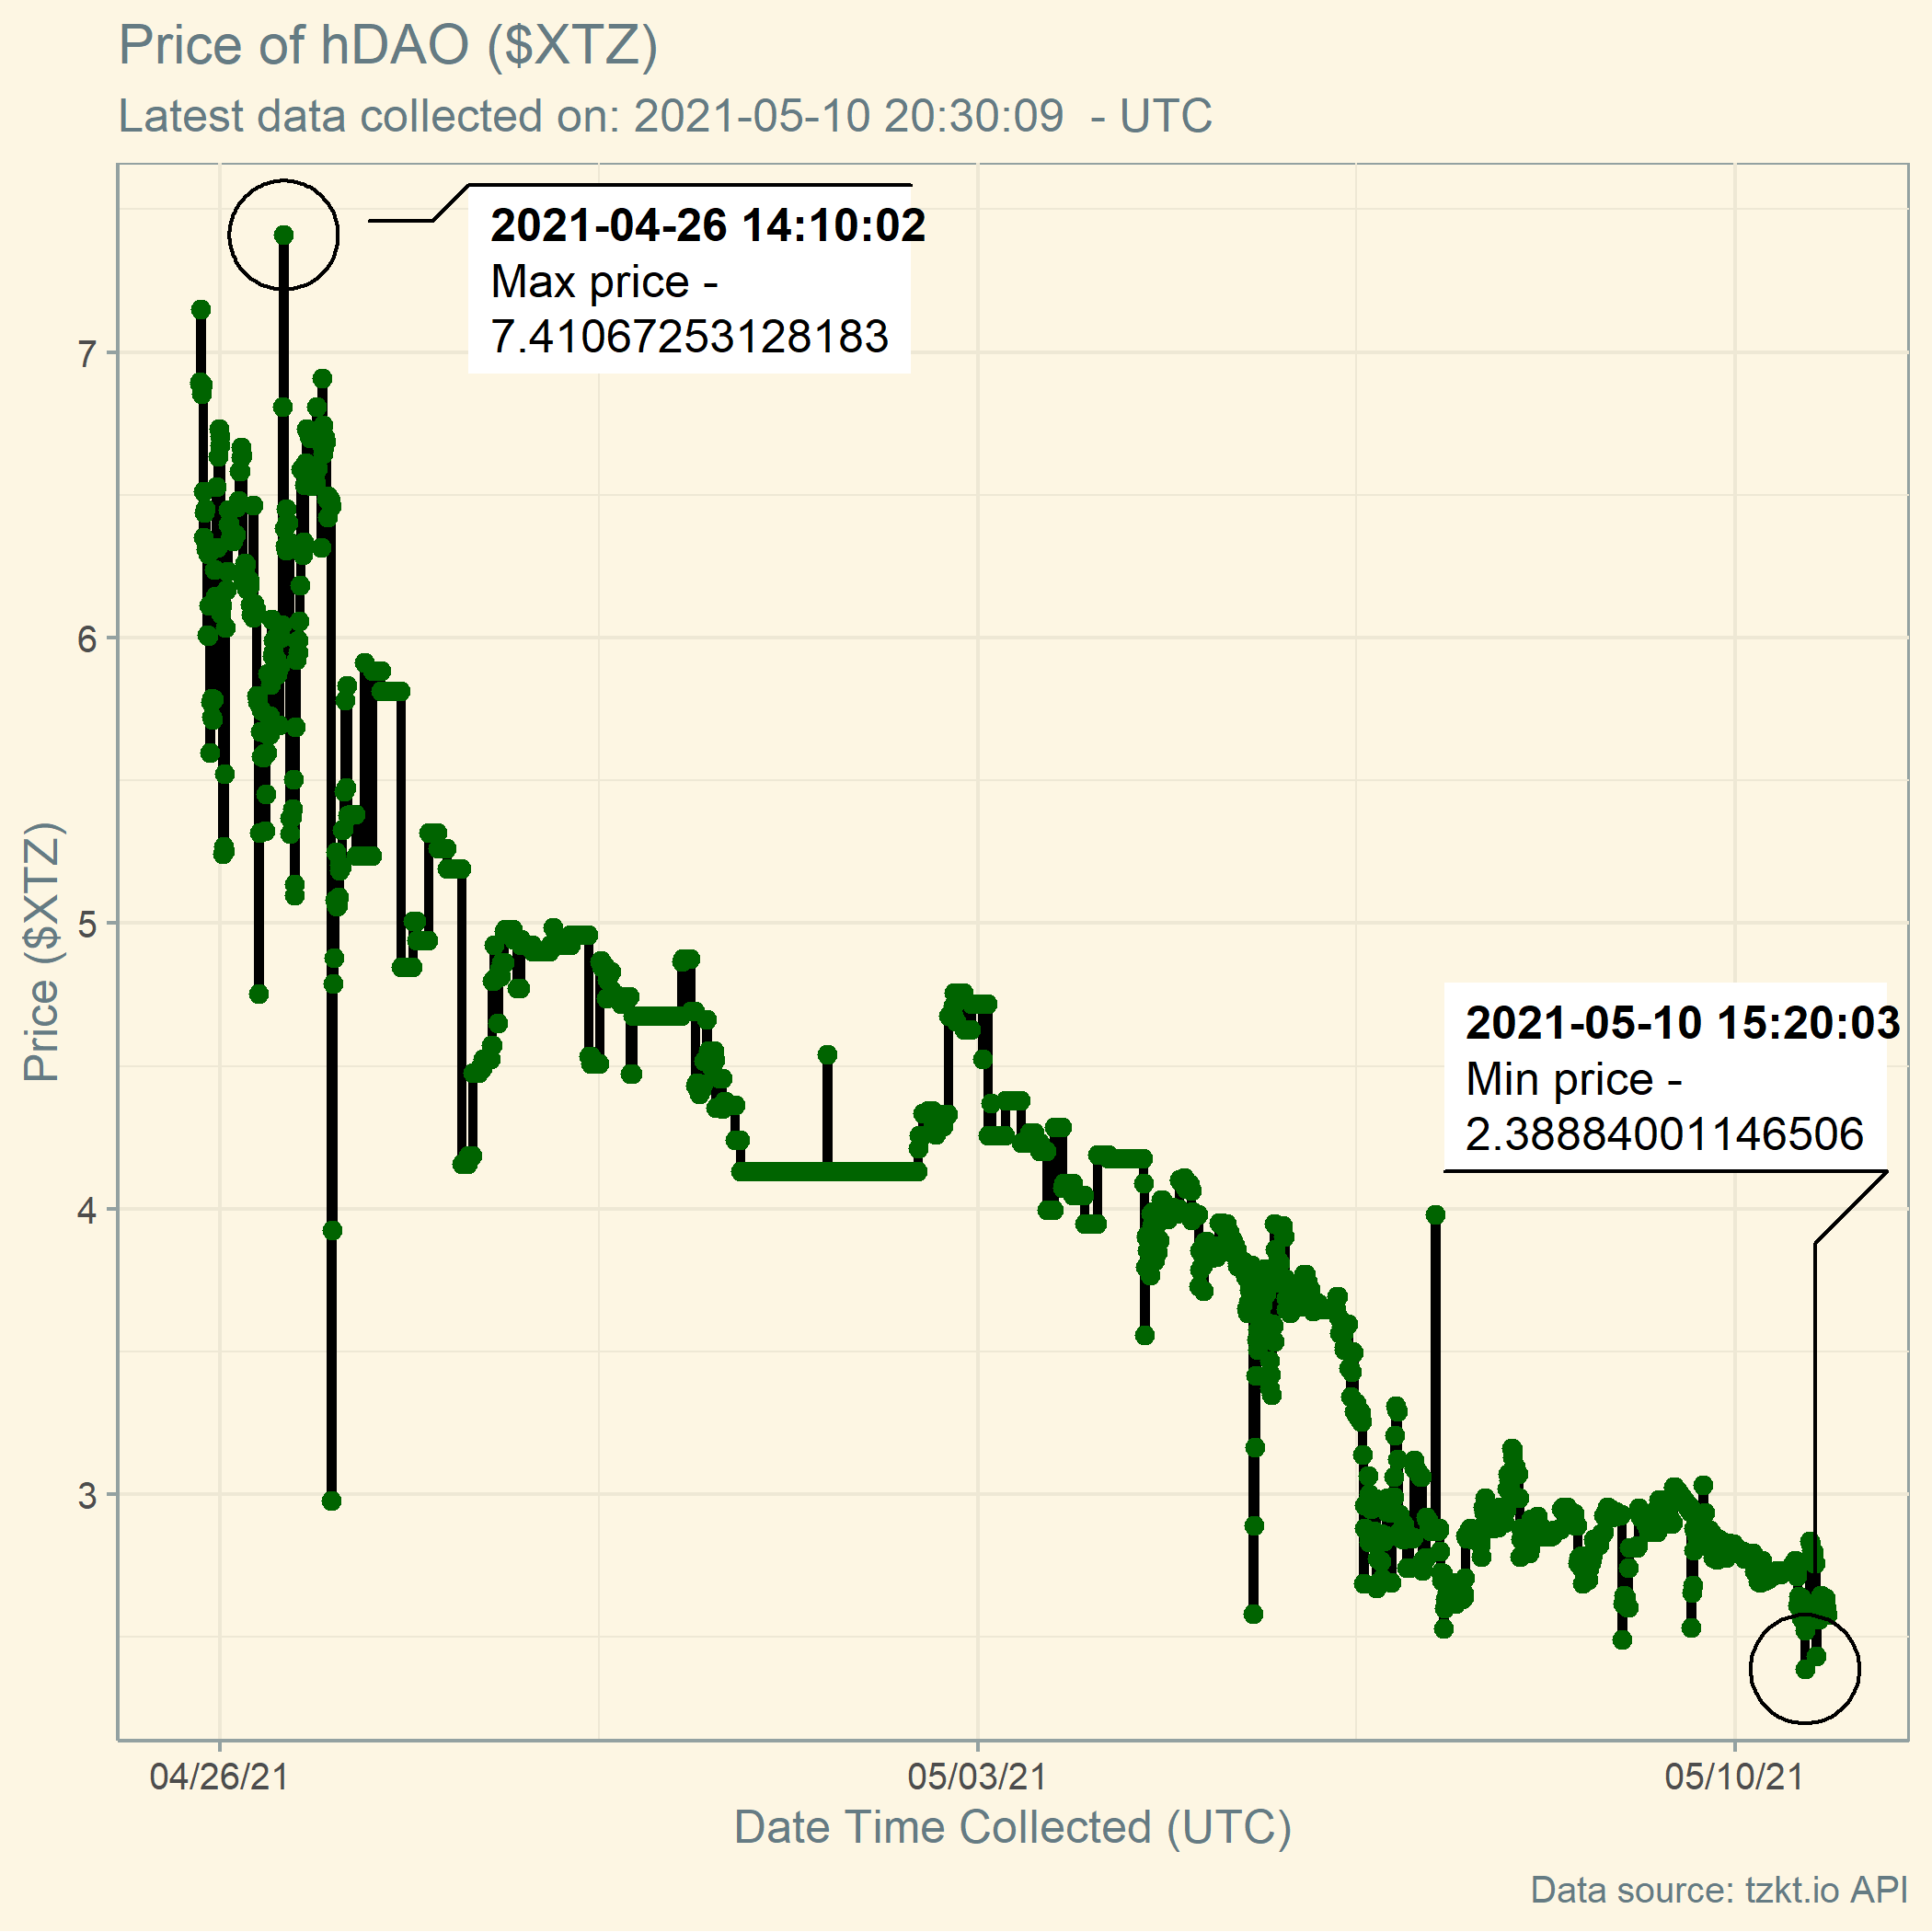 Price of hDAO ($XTZ)
Latest data collected on: 2021-05-10 20:30:09  - UTC
2021-04-26 14:10:02
Max price -
7.41067253128183
7
6
5
4
3
Price ($XTZ)
2021-05-10 15:20:03
Min price -
2.38884001146506
04/26/21
05/03/21
05/10/21
Date Time Collected (UTC)
Data source: tzkt.io API